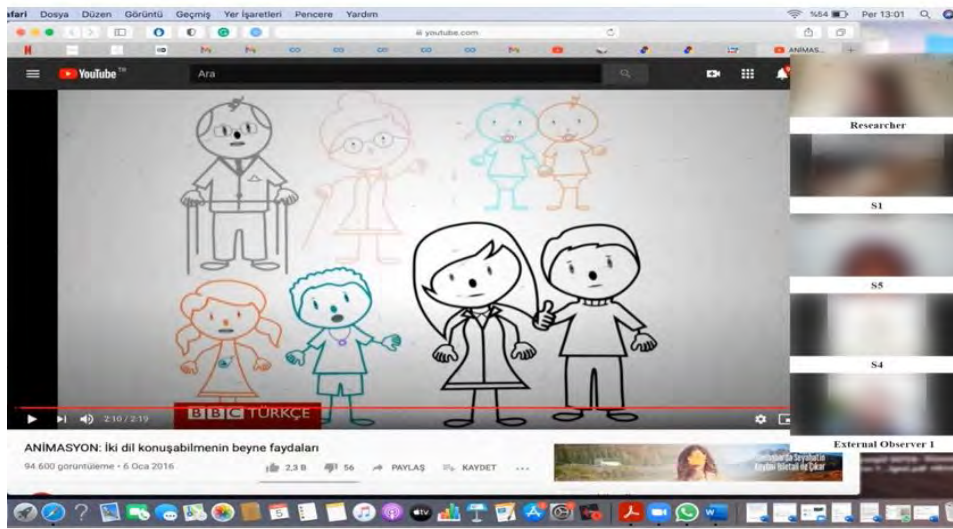 afari Dosya Düzen Görüntü Geçmiş Yer İşaretleri Pencere Yardım %54 Per 13:01
youtube.com
ANİMAS...
YouTube TR Ara
Researcher
S1
S5
S4
External Observer 1
BBC TÜRKÇE
2:10 / 2:19
ANİMASYON: İki dil konuşabilmenin beyne faydaları
94.600 görüntüleme • 6 Oca 2016 2,3 B 56 PAYLAŞ KAYDET ...